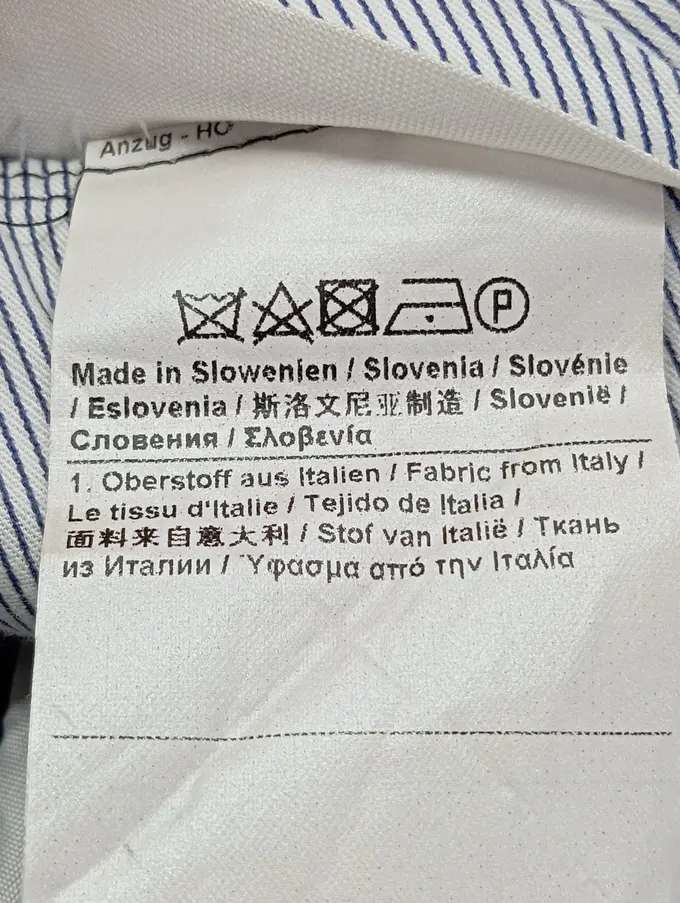 Anzug - HO
P
Made in Slowenien / Slovenia / Slovénie
/ Eslovenia / 斯洛文尼亚制造 / Slovenië /
Словения / Σλοβενία
1. Oberstoff aus Italien / Fabric from Italy /
Le tissu d'Italie / Tejido de Italia /
面料来自意大利 / Stof van Italië / Ткань
из Италии / Ύφασμα από την Ιταλία